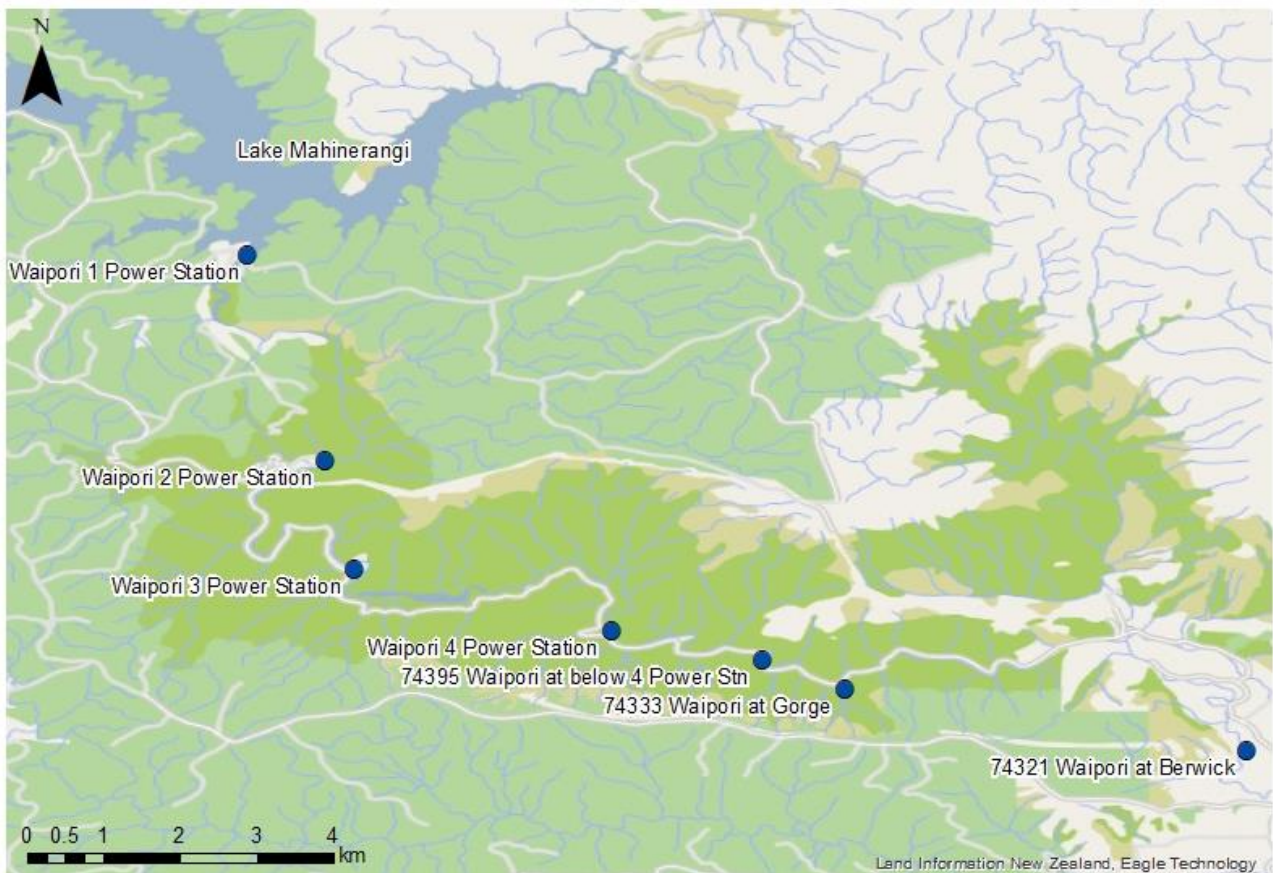 N
Lake Mahinerangi
Waipori 1 Power Station
Waipori 2 Power Station
Waipori 3 Power Station
Waipori 4 Power Station
74395 Waipori at below 4 Power Stn
74333 Waipori at Gorge
74321 Waipori at Berwick
0 0.5 1 2 3 4
km
Land Information New Zealand, Eagle Technology